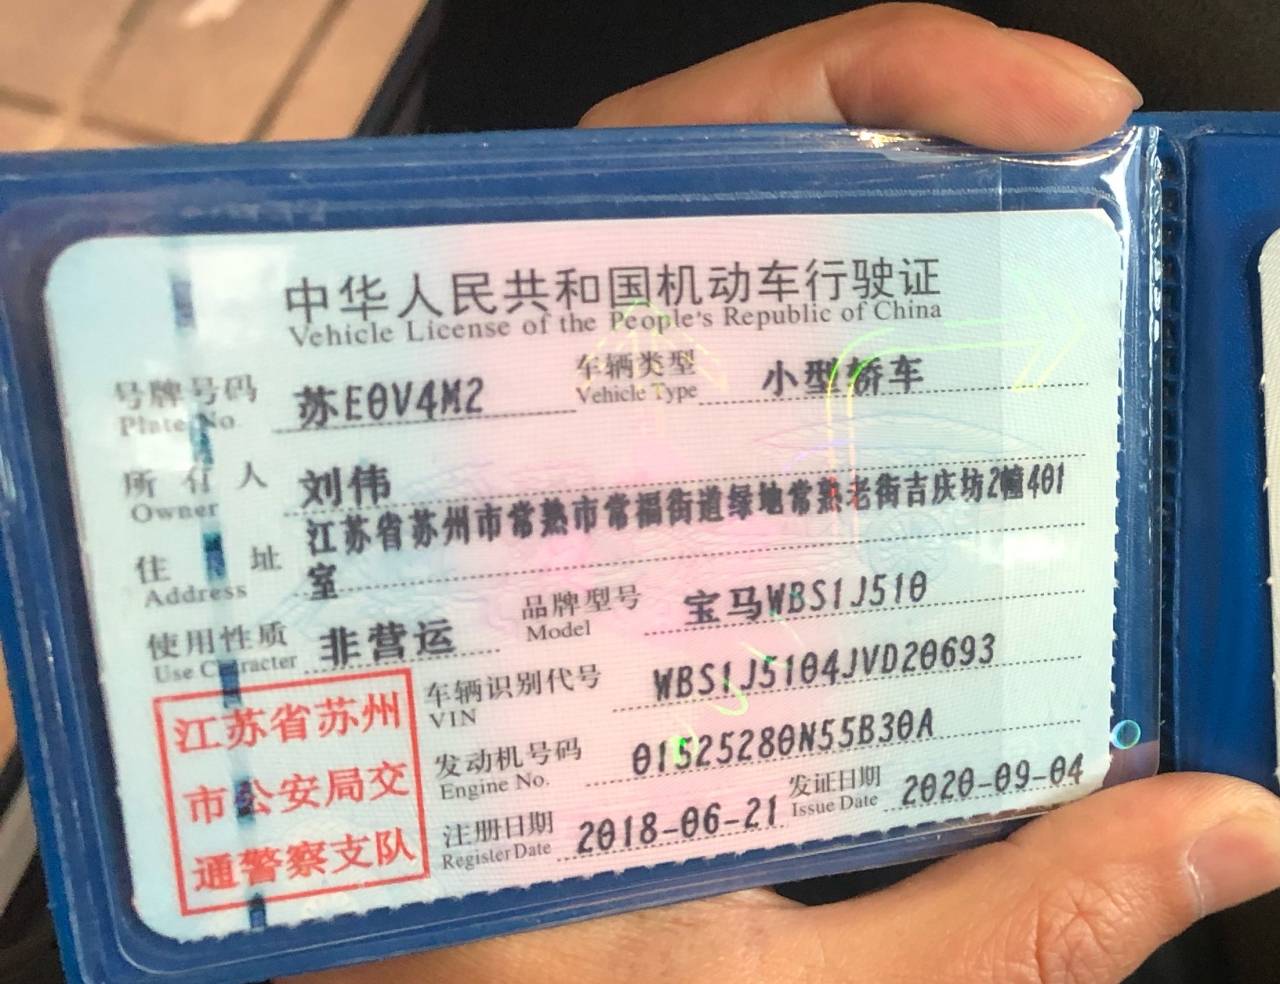 中华人民共和国机动车行驶证
Vehicle License of the People's Republic of China
号牌号码 苏E0V4M2 车辆类型 小型轿车
Plate No Vehicle Type
所有人 刘伟
Owner
住址 江苏省苏州市常熟市常福街道绿地常熟老街吉庆坊2幢401
Address 室
使用性质 非营运 品牌型号 宝马WBS1J510
Use Character Model
车辆识别代号 WBS1J5104JVD20693
VIN
发动机号码 01525280N55B30A
Engine No.
注册日期 2018-06-21 发证日期 2020-09-04
Register Date Issue Date
江苏省苏州
市公安局交
通警察支队